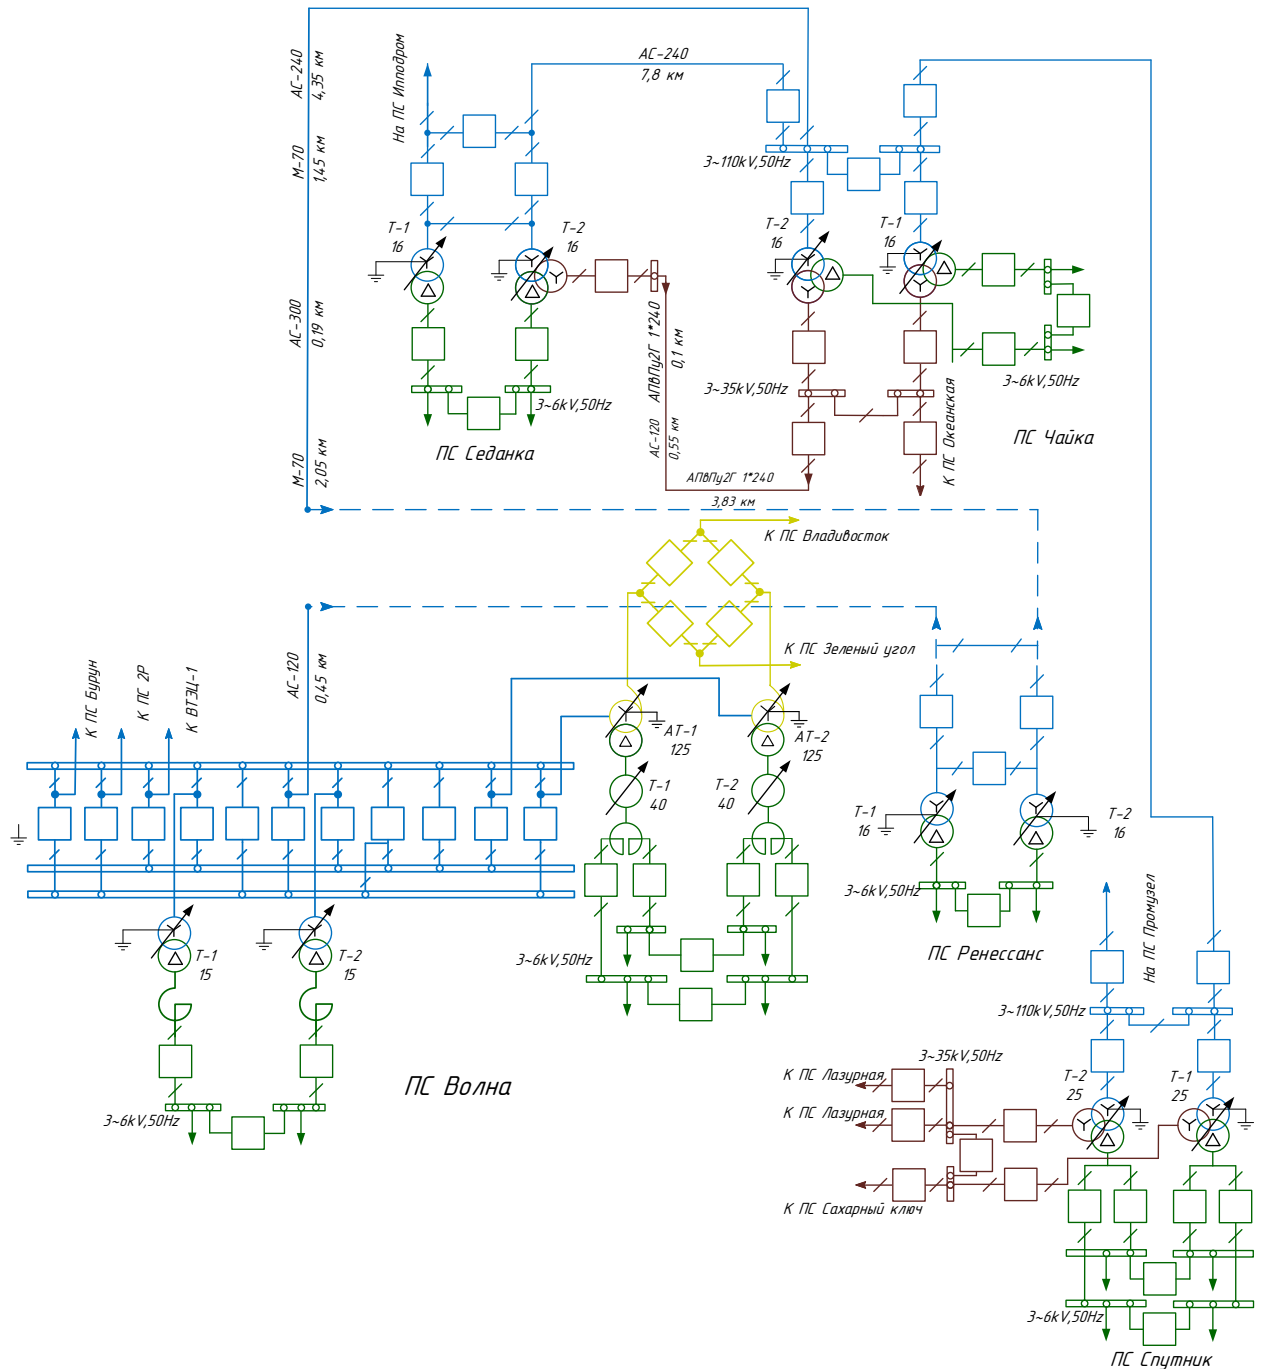 АС-240
4,35 км
М-70
1,45 км
АС-300
0,19 км
М-70
2,05 км
На ПС Ипподром
АС-240
7,8 км
3~110kV,50Hz
Т-1
16
Т-2
16
Т-2
16
Т-1
16
АПвПу2Г 1*240
0,1 км
АС-120
0,55 км
3~35kV,50Hz
3~6kV,50Hz
3~6kV,50Hz
К ПС Океанская
ПС Седанка
ПС Чайка
АПвПу2Г 1*240
3,83 км
К ПС Владивосток
К ПС Зеленый угол
К ПС Бурун
К ПС 2Р
К ВТЭЦ-1
АС-120
0,45 км
АТ-1
125
АТ-2
125
Т-1
40
Т-2
40
Т-1
16
Т-2
16
3~6kV,50Hz
ПС Ренессанс
Т-1
15
Т-2
15
3~6kV,50Hz
На ПС Промузел
3~110kV,50Hz
ПС Волна
3~6kV,50Hz
3~35kV,50Hz
К ПС Лазурная
К ПС Лазурная
К ПС Сахарный ключ
Т-2
25
Т-1
25
3~6kV,50Hz
ПС Спутник